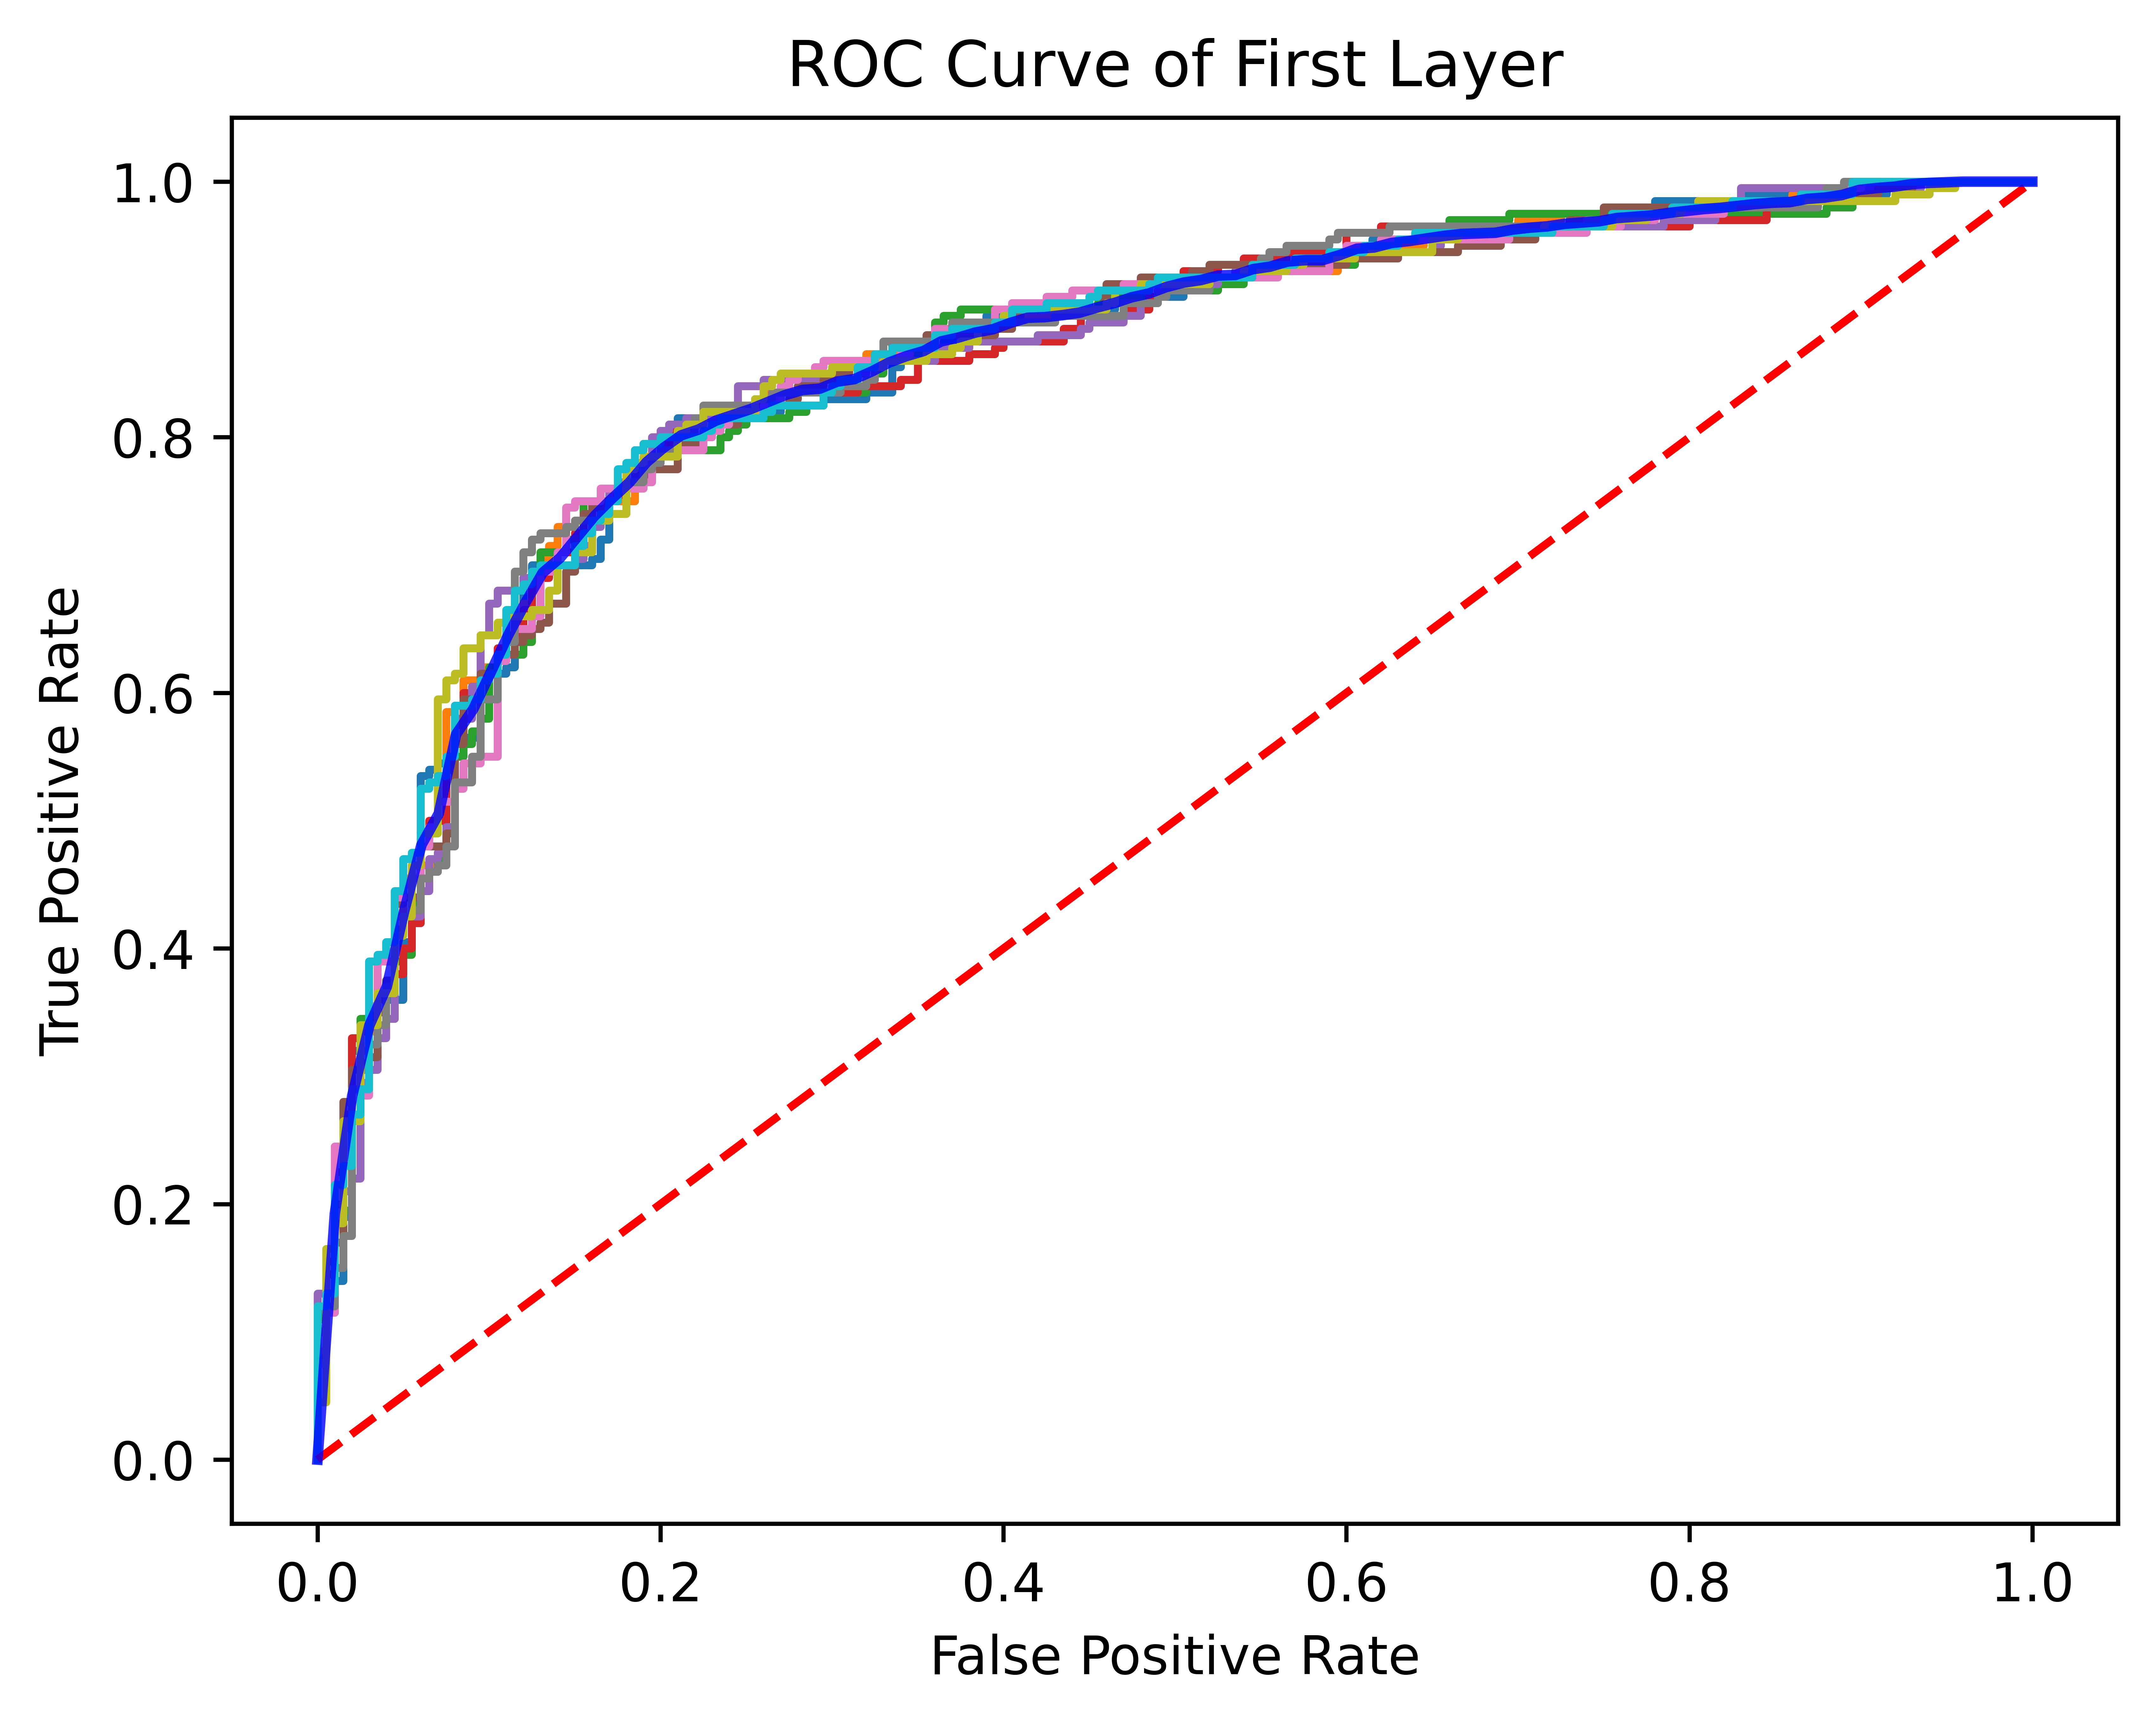 ROC Curve of First Layer
1.0
0.8
0.6
0.4
0.2
0.0
True Positive Rate
0.0 0.2 0.4 0.6 0.8 1.0
False Positive Rate